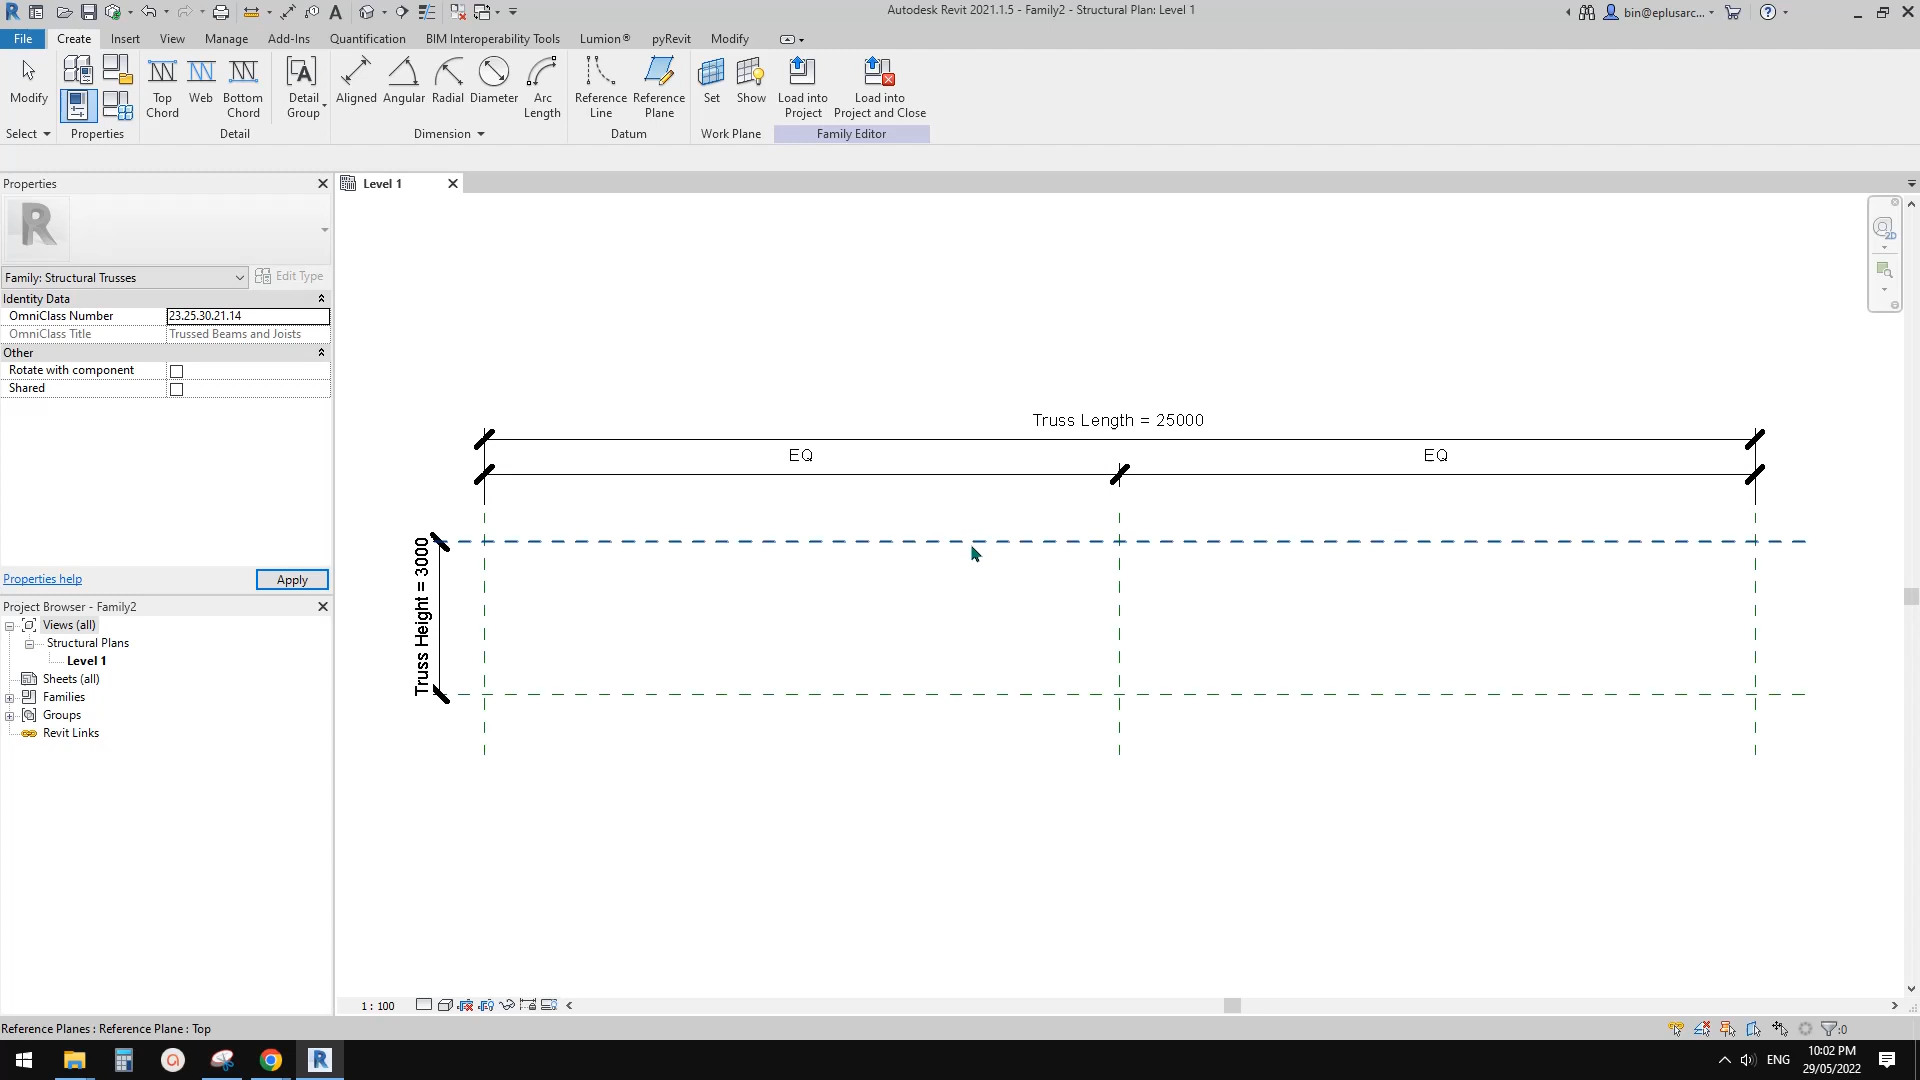 Autodesk Revit 2021.1.5 - Family2 - Structural Plan: Level 1
bin@eplusarc...
File
Create
Insert
View
Manage
Add-Ins
Quantification
BIM Interoperability Tools
Lumion®
pyRevit
Modify
Modify
Top
Chord
Web
Bottom
Chord
Detail
Group
Aligned
Angular
Radial
Diameter
Arc
Length
Reference
Line
Reference
Plane
Set
Show
Load into
Project
Load into
Project and Close
Select
Properties
Detail
Dimension
Datum
Work Plane
Family Editor
Properties
Level 1
R
Family: Structural Trusses
Edit Type
Identity Data
OmniClass Number
23.25.30.21.14
OmniClass Title
Trussed Beams and Joists
Other
Rotate with component
Shared
Properties help
Apply
Project Browser - Family2
Views (all)
Structural Plans
Level 1
Sheets (all)
Families
Groups
Revit Links
Truss Length = 25000
EQ
EQ
Truss Height = 3000
2D
1 : 100
Reference Planes : Reference Plane : Top
:0
ENG
10:02 PM
29/05/2022